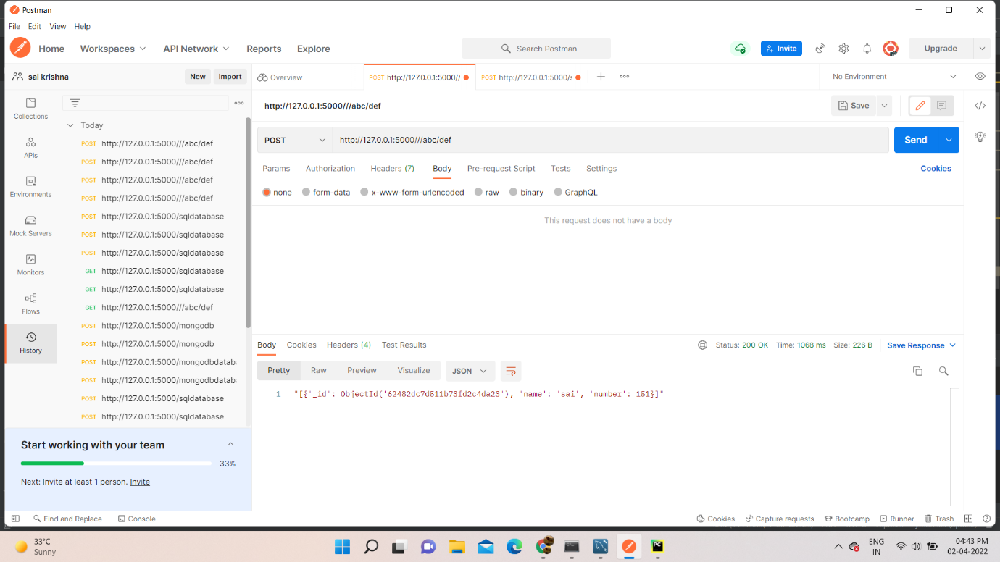 Postman
File Edit View Help
Home Workspaces API Network Reports Explore Search Postman Invite Upgrade
sai krishna New Import Overview POST http://127.0.0.1:5000// POST http://127.0.0.1:5000/s No Environment
http://127.0.0.1:5000///abc/def Save
Collections
APIs
Environments
Mock Servers
Monitors
Flows
History
Today
POST http://127.0.0.1:5000///abc/def
POST http://127.0.0.1:5000///abc/def
POST http://127.0.0.1:5000///abc/def
POST http://127.0.0.1:5000///abc/def
POST http://127.0.0.1:5000/sqldatabase
POST http://127.0.0.1:5000/sqldatabase
POST http://127.0.0.1:5000/sqldatabase
GET http://127.0.0.1:5000/sqldatabase
GET http://127.0.0.1:5000/sqldatabase
GET http://127.0.0.1:5000///abc/def
POST http://127.0.0.1:5000/mongodb
POST http://127.0.0.1:5000/mongodb
POST http://127.0.0.1:5000/mongodbdatab
POST http://127.0.0.1:5000/mongodbdatab
POST http://127.0.0.1:5000/sqldatabase
POST http://127.0.0.1:5000/sqldatabase
POST http://127.0.0.1:5000///abc/def Send
Params Authorization Headers (7) Body Pre-request Script Tests Settings Cookies
none form-data x-www-form-urlencoded raw binary GraphQL
This request does not have a body
Body Cookies Headers (4) Test Results Status: 200 OK Time: 1068 ms Size: 226 B Save Response
Pretty Raw Preview Visualize JSON
1 "[{'_id': ObjectId('62482dc7d511b73fd2c4da23'), 'name': 'sai', 'number': 151}]"
Start working with your team
33%
Next: Invite at least 1 person. Invite
Find and Replace Console Cookies Capture requests Bootcamp Runner Trash
33°C
Sunny
PC
ENG
IN
04:43 PM
02-04-2022